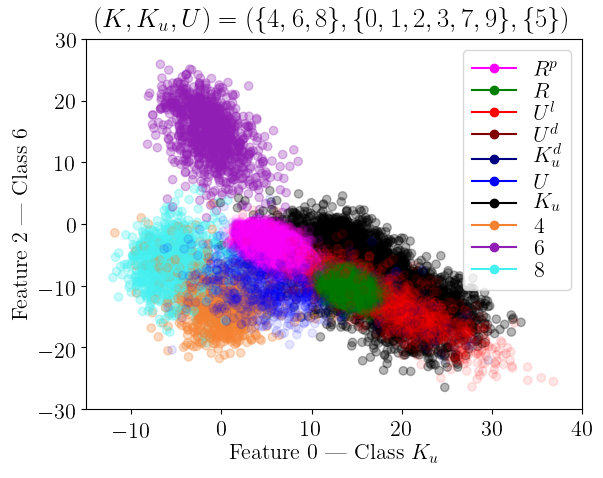 (K, K_u, U) = ({4, 6, 8}, {0, 1, 2, 3, 7, 9}, {5})
30
20
10
0
−10
−20
−30
Feature 2 — Class 6
R^p
R
U^l
U^d
K_u^d
U
K_u
4
6
8
−10 0 10 20 30 40
Feature 0 — Class K_u